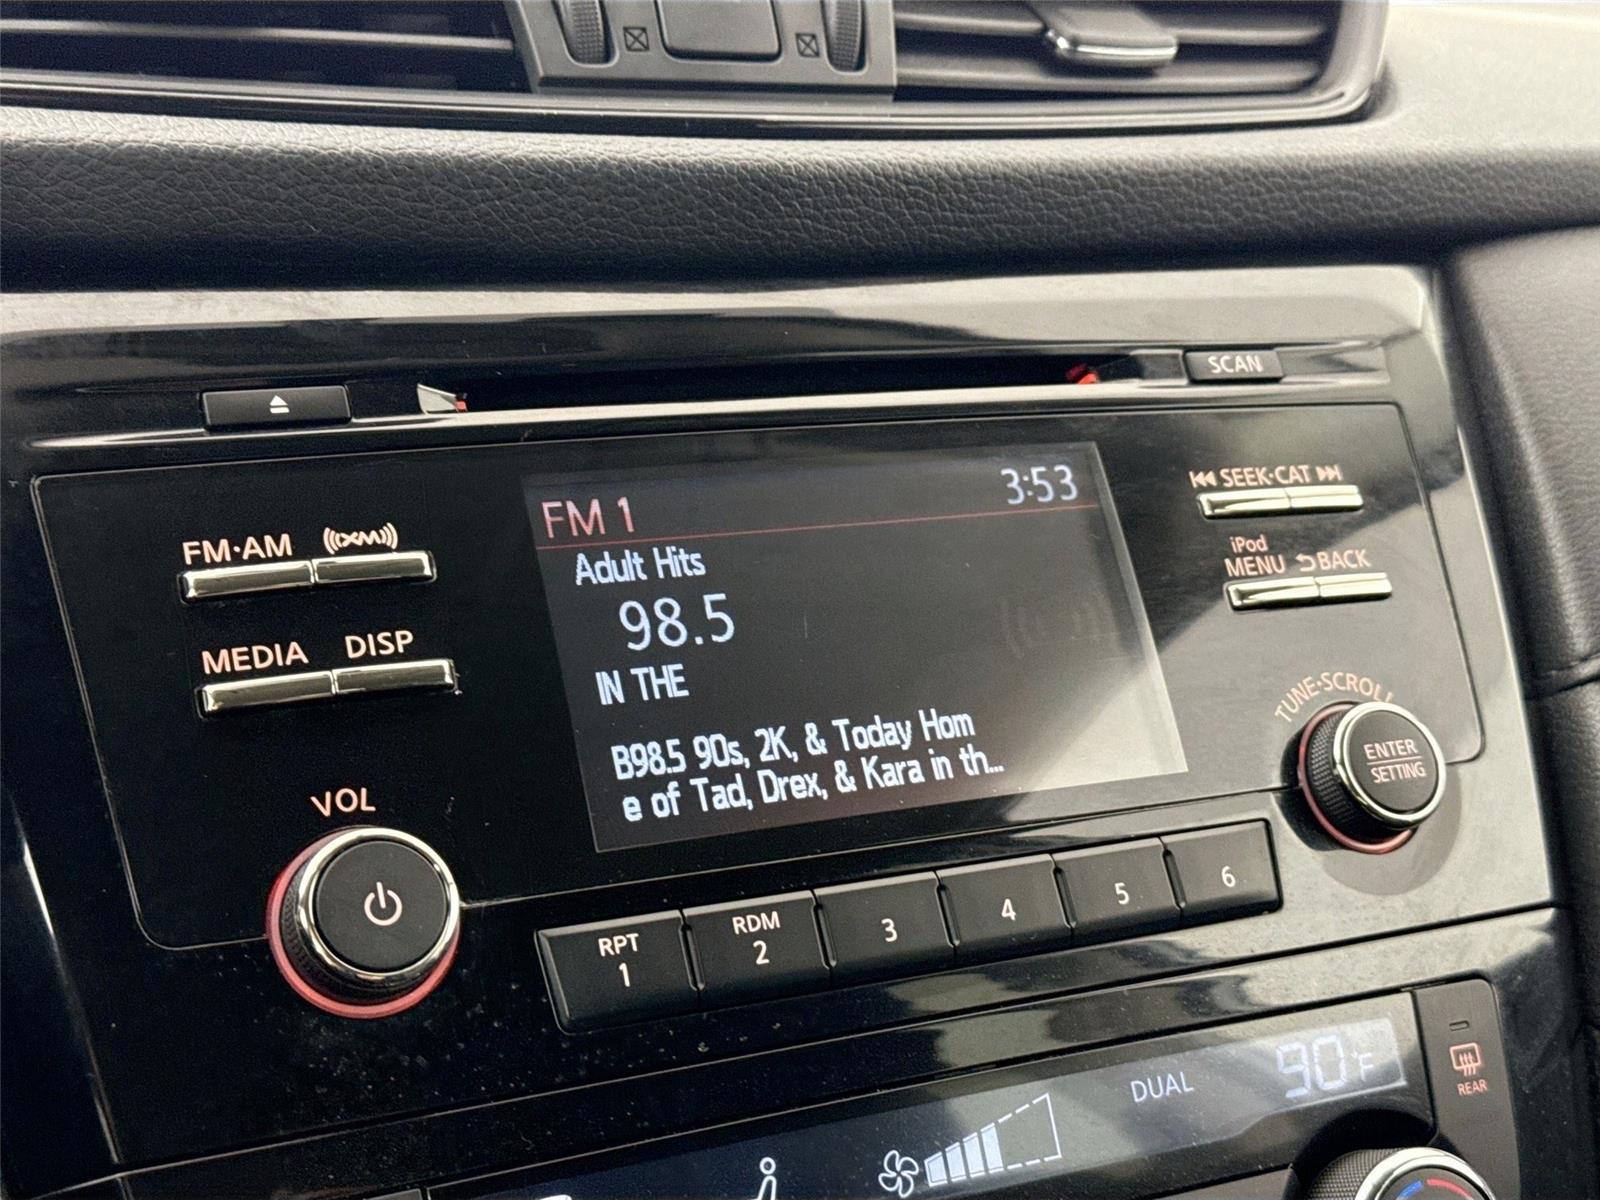 SCAN
FM 1 3:53
Adult Hits
98.5
IN THE
B98.5 90s, 2K, & Today Hom
e of Tad, Drex, & Kara in th...
FM·AM XM
MEDIA DISP
VOL
SEEK·CAT
iPod
MENU BACK
TUNE·SCROLL
ENTER
SETTING
RPT
1
RDM
2
3
4
5
6
DUAL 90°F
REAR